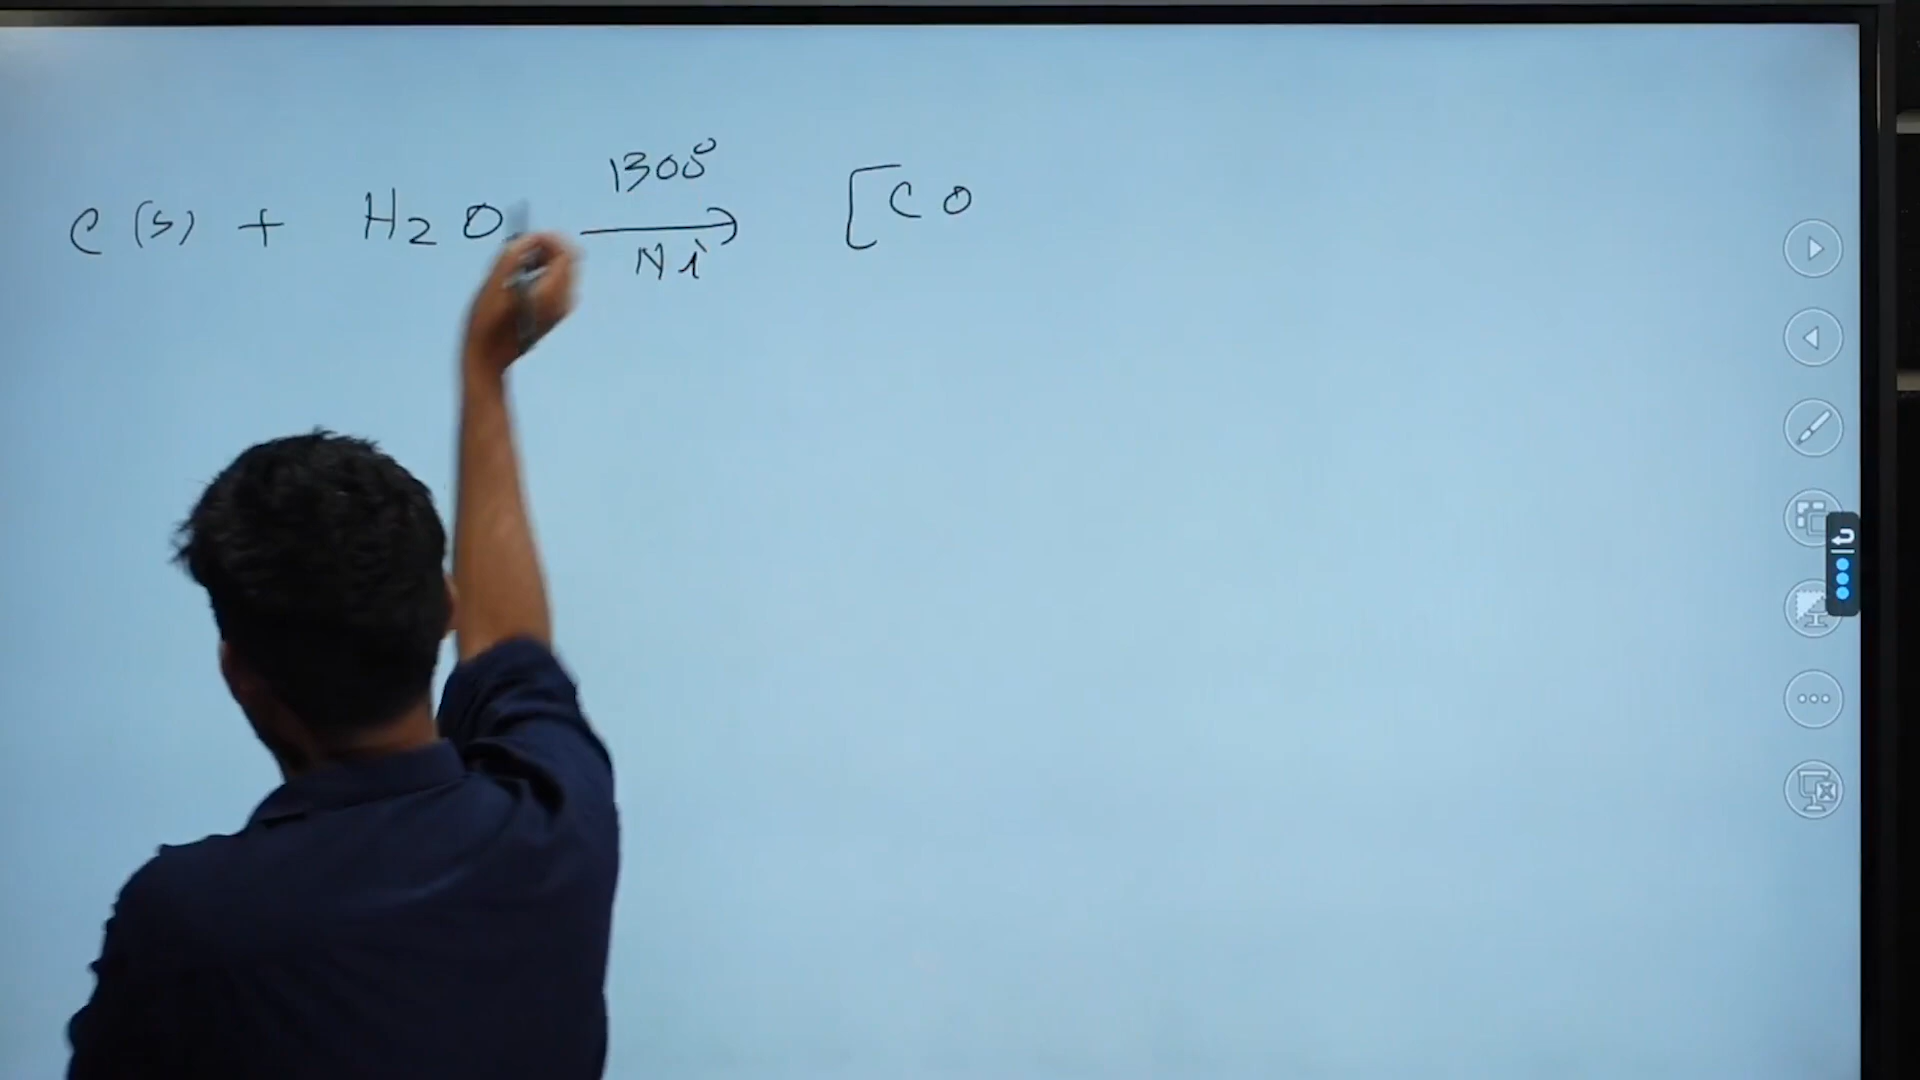 C (s) + H2O 1300° Ni → [CO